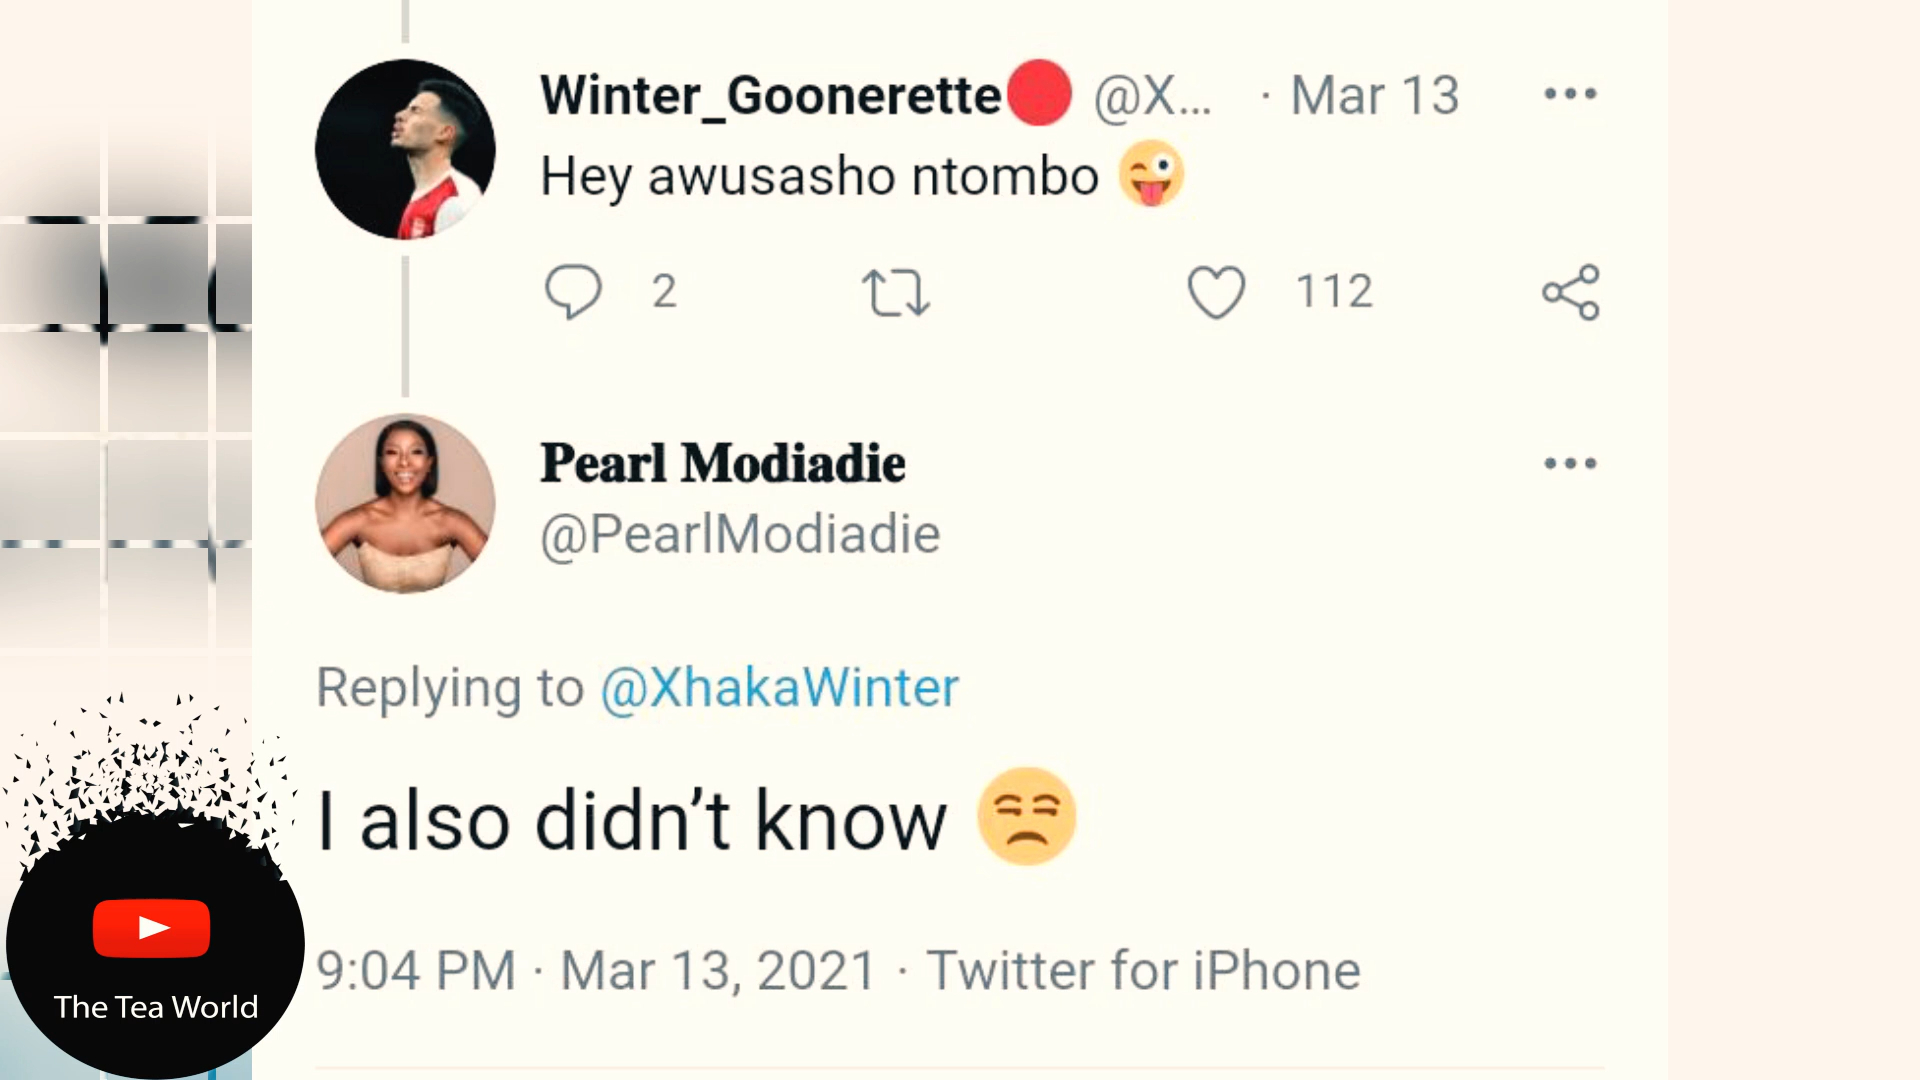 Winter_Goonerette🔴 @X... · Mar 13
Hey awusasho ntombo 😜
2 112
Pearl Modiadie
@PearlModiadie
Replying to @XhakaWinter
I also didn’t know 😒
9:04 PM · Mar 13, 2021 · Twitter for iPhone
The Tea World